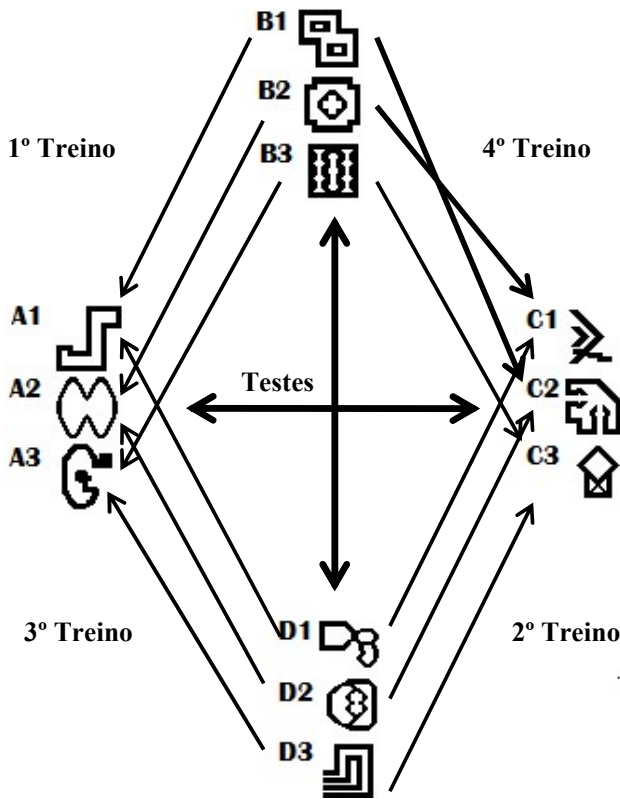 B1
B2
1º Treino
4º Treino
B3
A1
C1
A2
Testes
C2
A3
C3
D1
3º Treino
2º Treino
D2
D3